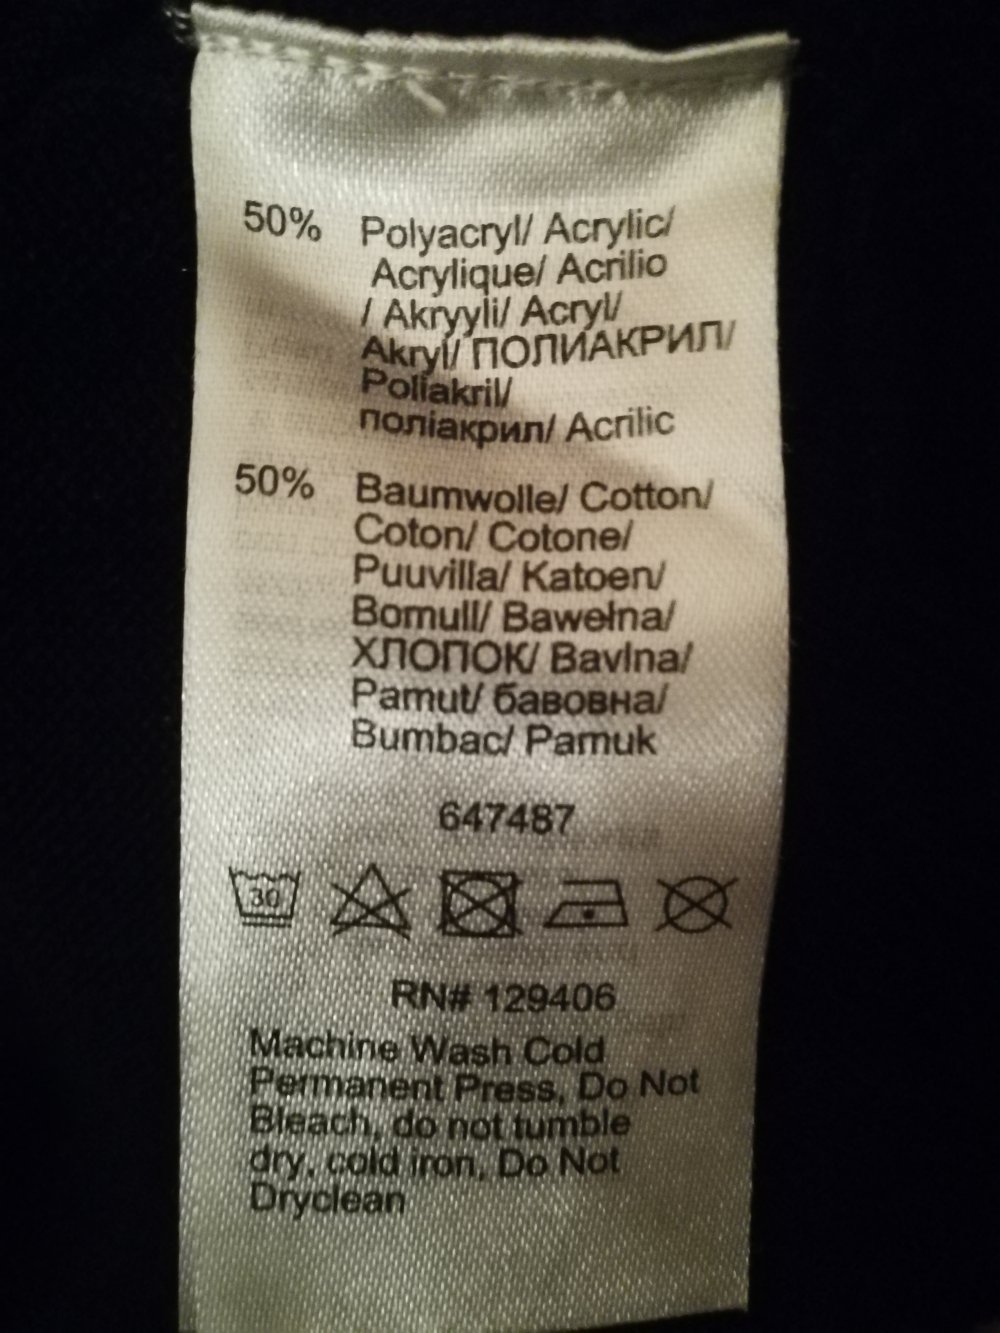 50% Polyacryl/ Acrylic/
Acrylique/ Acrilio
/ Akryyli/ Acryl/
Akryl/ ПОЛИАКРИЛ/
Poliakril/
поліакрил/ Acrilic
50% Baumwolle/ Cotton/
Coton/ Cotone/
Puuvilla/ Katoen/
Bomull/ Bawełna/
ХЛОПОК/ Bavlna/
Pamut/ бавовна/
Bumbac/ Pamuk
647487
30
RN# 129406
Machine Wash Cold
Permanent Press, Do Not
Bleach, do not tumble
dry, cold iron, Do Not
Dryclean